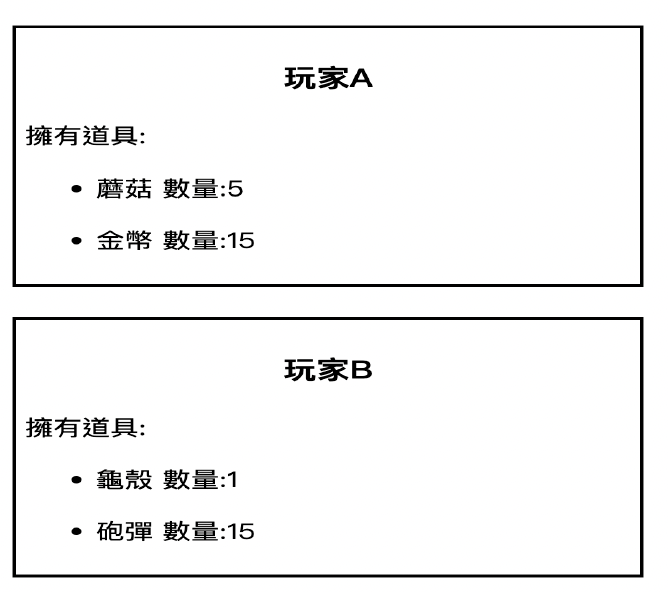 玩家A
擁有道具:
• 蘑菇 數量:5
• 金幣 數量:15
玩家B
擁有道具:
• 龜殼 數量:1
• 砲彈 數量:15